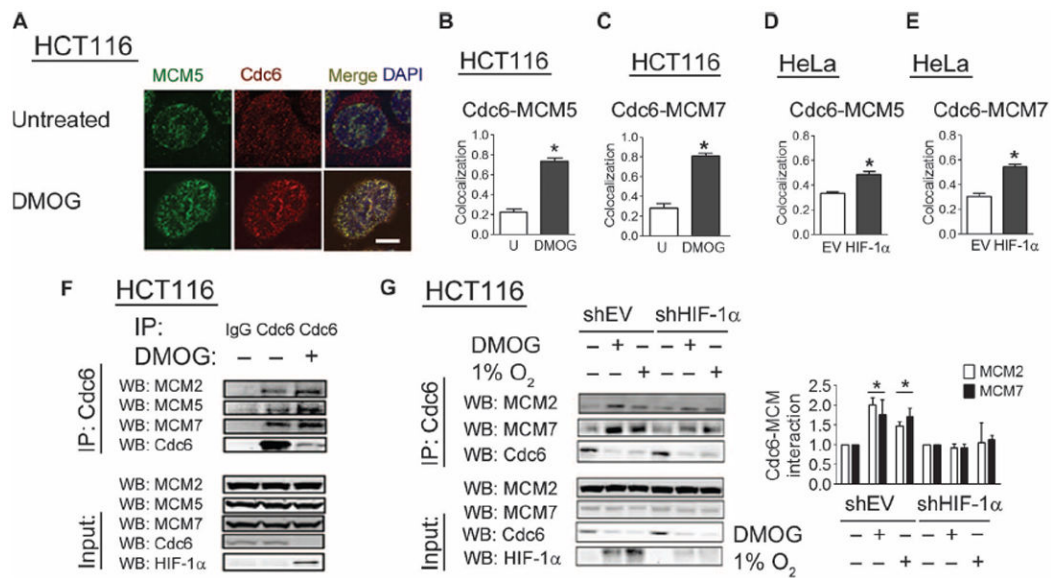 A
HCT116
MCM5 Cdc6 Merge DAPI
Untreated
DMOG
B
HCT116
Cdc6-MCM5
Colocalization
1.0
0.8
0.6
0.4
0.2
0.0
*
U DMOG
C
HCT116
Cdc6-MCM7
Colocalization
1.0
0.8
0.6
0.4
0.2
0.0
*
U DMOG
D
HeLa
Cdc6-MCM5
Colocalization
0.8
0.6
0.4
0.2
0
*
EV HIF-1α
E
HeLa
Cdc6-MCM7
Colocalization
0.8
0.6
0.4
0.2
0
*
EV HIF-1α
F
HCT116
IP: IgG Cdc6 Cdc6
DMOG: – – +
IP: Cdc6
WB: MCM2
WB: MCM5
WB: MCM7
WB: Cdc6
Input:
WB: MCM2
WB: MCM5
WB: MCM7
WB: Cdc6
WB: HIF-1α
G
HCT116
shEV shHIF-1α
DMOG – + – – + –
1% O2 – – + – – +
IP: Cdc6
WB: MCM2
WB: MCM7
WB: Cdc6
Input:
WB: MCM2
WB: MCM7
WB: Cdc6
WB: HIF-1α
MCM2
MCM7
Cdc6-MCM
interaction
2.5
2.0
1.5
1.0
0.5
0.0
* *
shEV shHIF-1α
DMOG – + – – + –
1% O2 – – + – – +